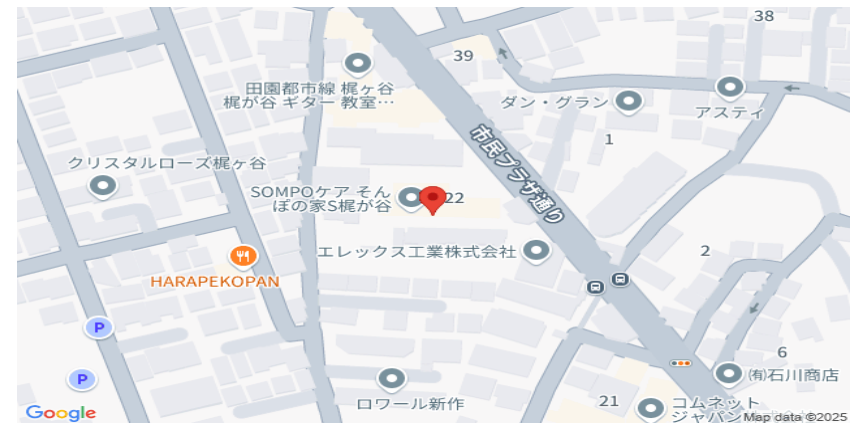 38
39
田園都市線 梶ヶ谷
梶が谷 ギター 教室…
ダン・グラン
アスティ
市民プラザ通り
1
クリスタルローズ梶ヶ谷
SOMPOケア そん
ぽの家S梶が谷
22
エレックス工業株式会社
2
HARAPEKOPAN
P
P
6
㈲石川商店
ロワール新作
21
コムネット
ジャパン
Google
Map data ©2025